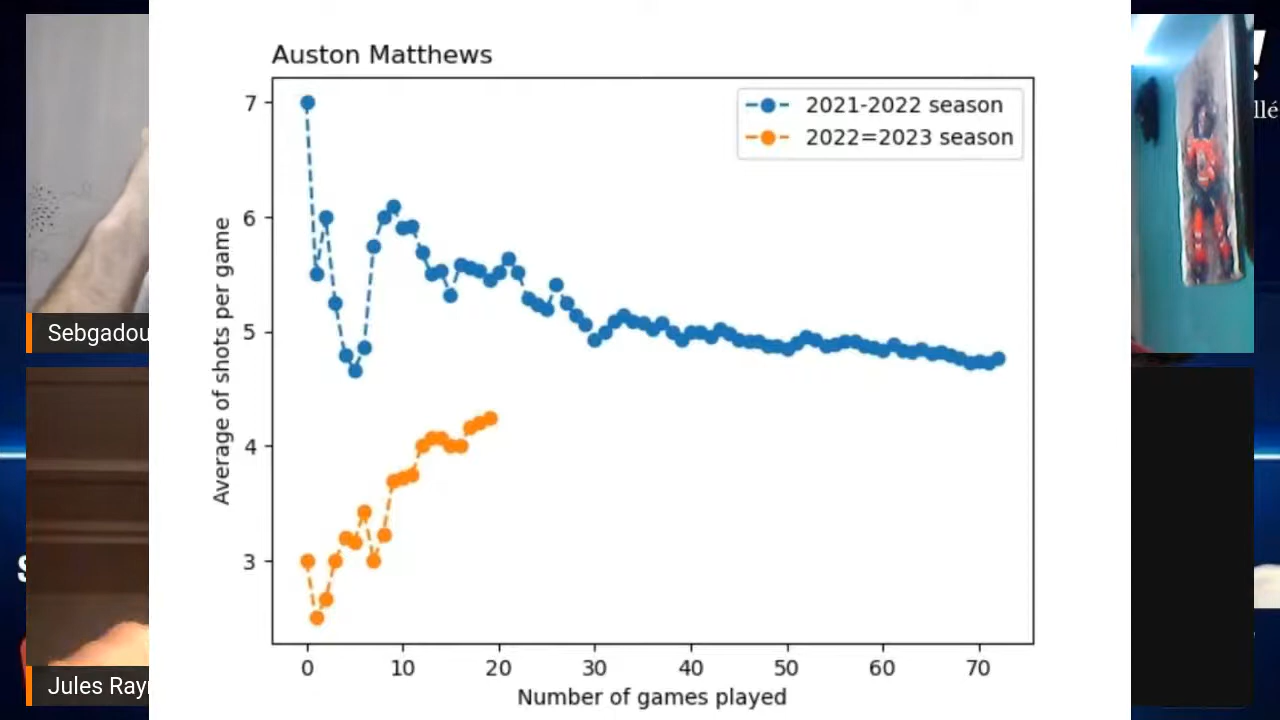 Auston Matthews
2021-2022 season
2022=2023 season
7
6
5
4
3
Average of shots per game
0 10 20 30 40 50 60 70
Number of games played
Sebgadou
Jules Ray
!
llé
S